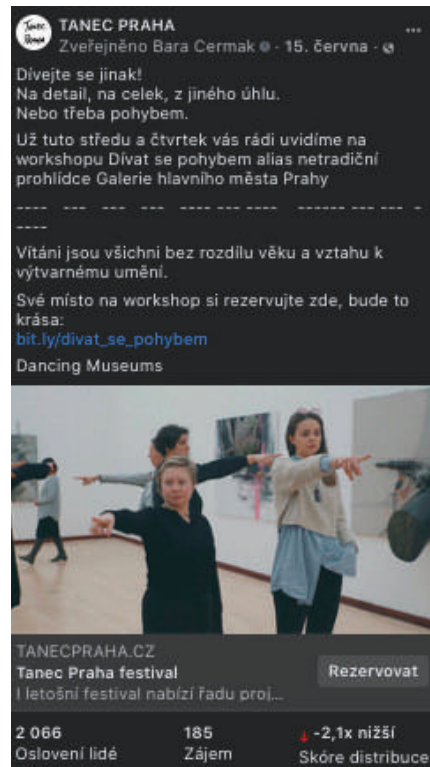 TANEC PRAHA
Zveřejněno Bara Cermak · 15. června ·
Dívejte se jinak!
Na detail, na celek, z jiného úhlu.
Nebo třeba pohybem.
Už tuto středu a čtvrtek vás rádi uvidíme na
workshopu Dívat se pohybem alias netradiční
prohlídce Galerie hlavního města Prahy
---- --- --- --- ---- --- ---- ------ --- --- -
----
Vítáni jsou všichni bez rozdílu věku a vztahu k
výtvarnému umění.
Své místo na workshop si rezervujte zde, bude to
krása:
bit.ly/divat_se_pohybem
Dancing Museums
TANECPRAHA.CZ
Tanec Praha festival
Rezervovat
I letošní festival nabízí řadu proj...
2 066
185
-2,1x nižší
Oslovení lidé
Zájem
Skóre distribuce